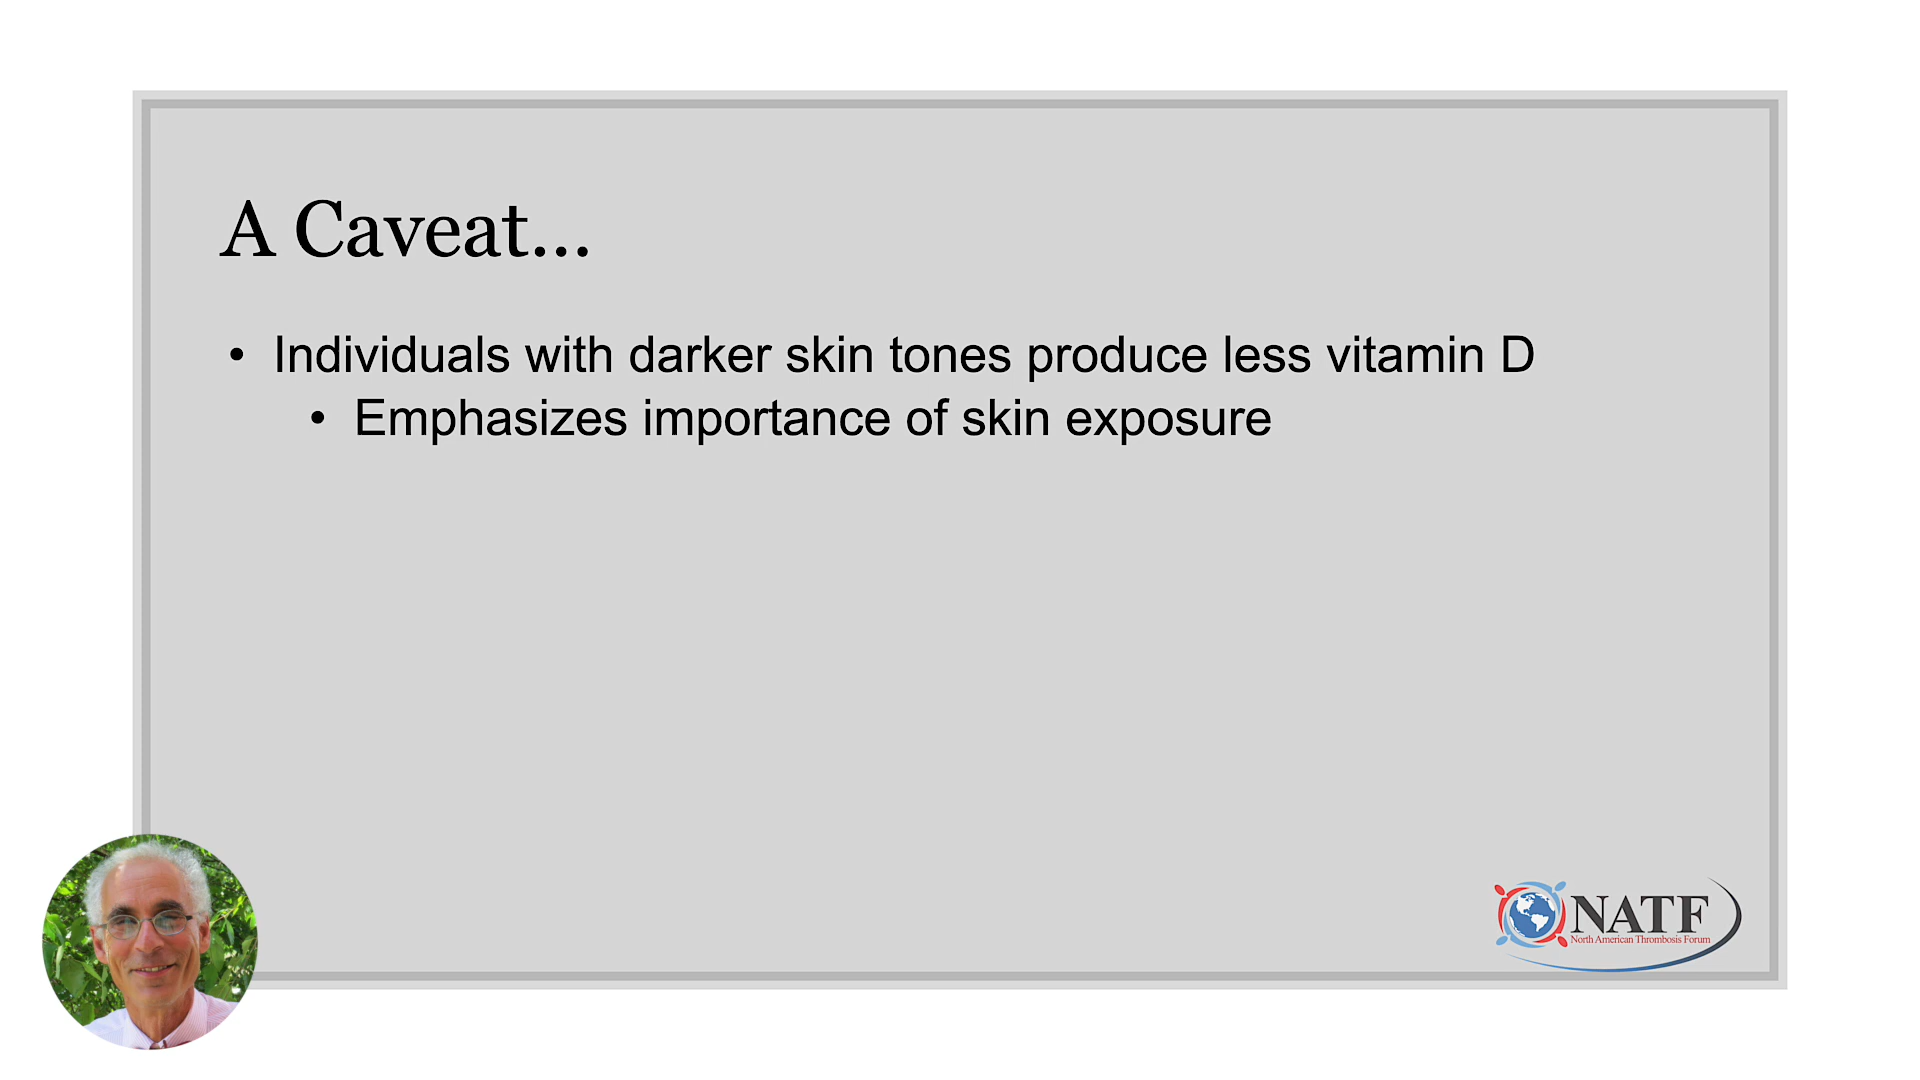 A Caveat...
• Individuals with darker skin tones produce less vitamin D
• Emphasizes importance of skin exposure
NATF
North American Thrombosis Forum